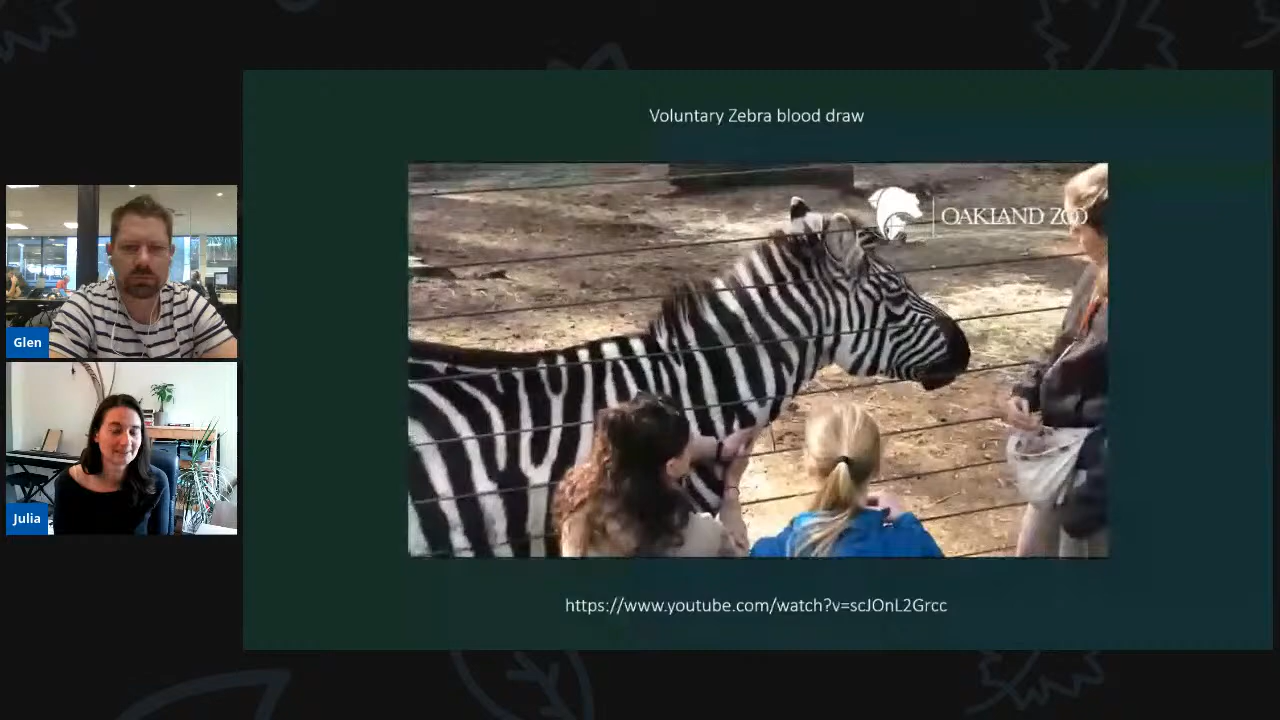 Voluntary Zebra blood draw
OAKLAND ZOO
Glen
Julia
https://www.youtube.com/watch?v=scJOnL2Grcc